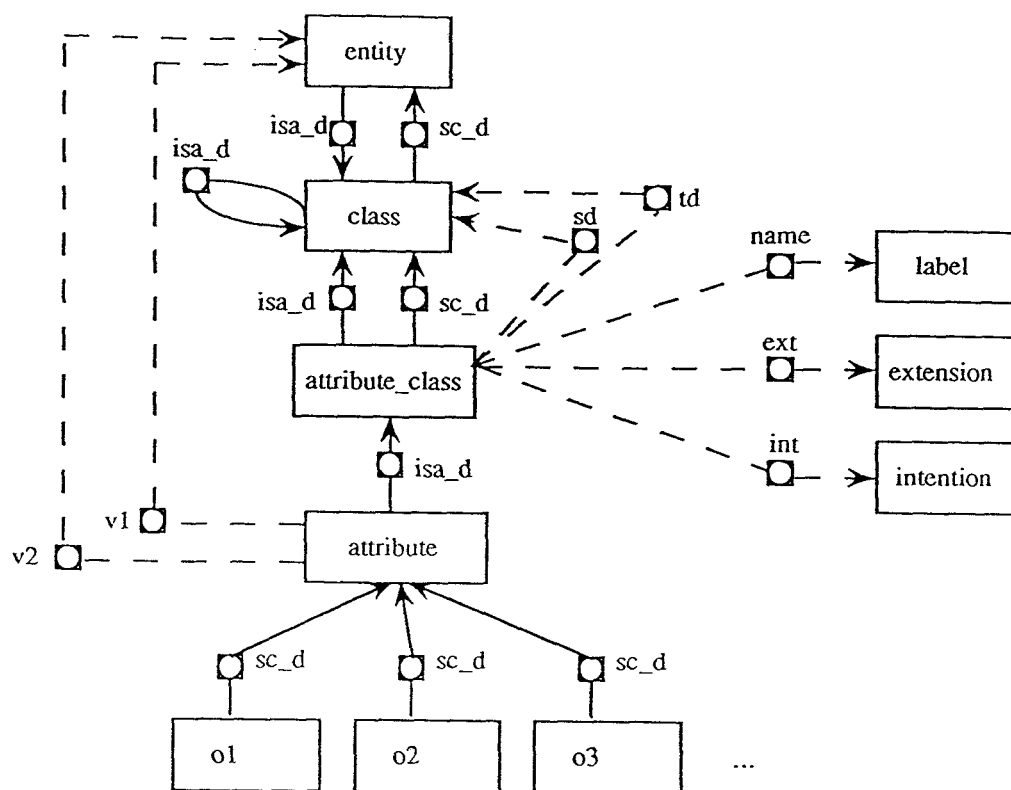 entity
isa_d
sc_d
isa_d
class
sd
td
name
label
isa_d
sc_d
attribute_class
ext
extension
int
intention
isa_d
v1
attribute
v2
sc_d
sc_d
sc_d
o1
o2
o3
...